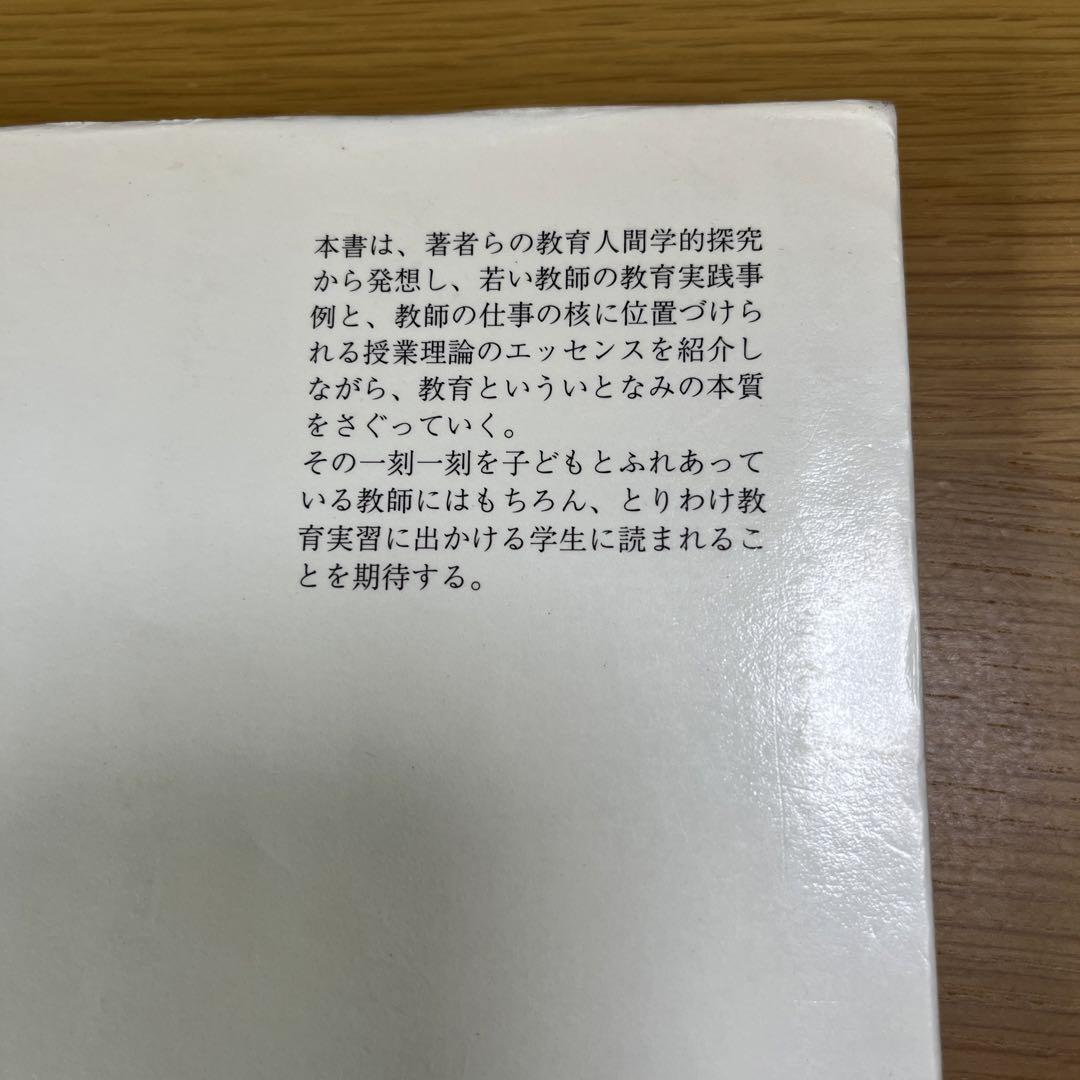 本書は、著者らの教育人間学的探究
から発想し、若い教師の教育実践事
例と、教師の仕事の核に位置づけら
れる授業理論のエッセンスを紹介し
ながら、教育といういとなみの本質
をさぐっていく。
その一刻一刻を子どもとふれあって
いる教師にはもちろん、とりわけ教
育実習に出かける学生に読まれるこ
とを期待する。